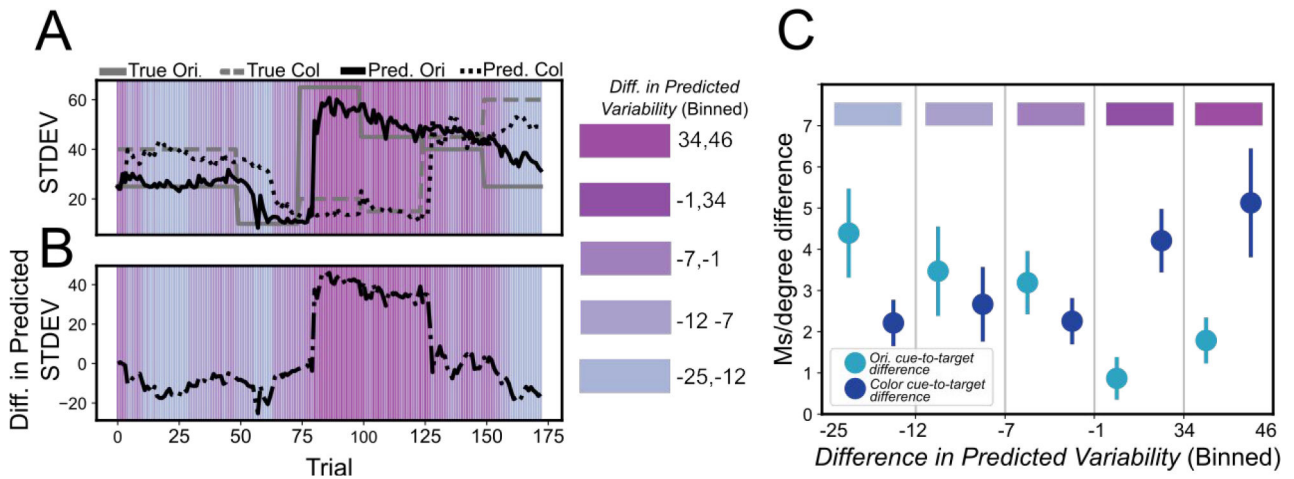 A
True Ori. True Col Pred. Ori Pred. Col
60
40
20
STDEV
B
40
20
0
−20
Diff. in Predicted
STDEV
0 25 50 75 100 125 150 175
Trial
Diff. in Predicted
Variability (Binned)
34,46
-1,34
-7,-1
-12 -7
-25,-12
C
7
6
5
4
3
2
1
0
Ms/degree difference
Ori. cue-to-target
difference
Color cue-to-target
difference
-25 -12 -7 -1 34 46
Difference in Predicted Variability (Binned)